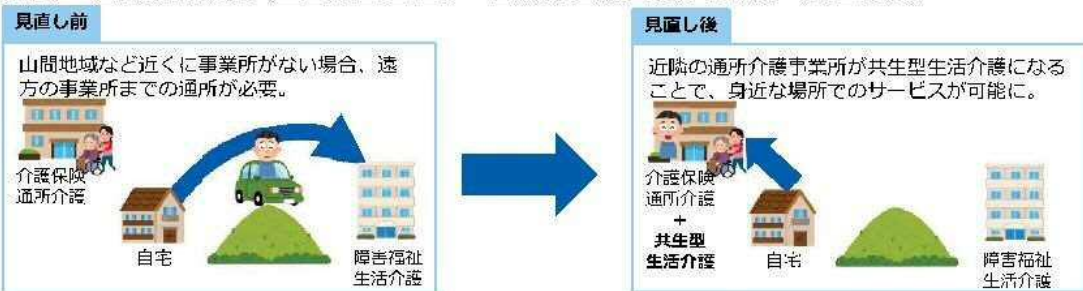 見直し前
山間地域など近くに事業所がない場合、遠
方の事業所までの通所が必要。
介護保険
通所介護
自宅
障害福祉
生活介護
見直し後
近隣の通所介護事業所が共生型生活介護になる
ことで、身近な場所でのサービスが可能に。
介護保険
通所介護
+
共生型
生活介護
自宅
障害福祉
生活介護